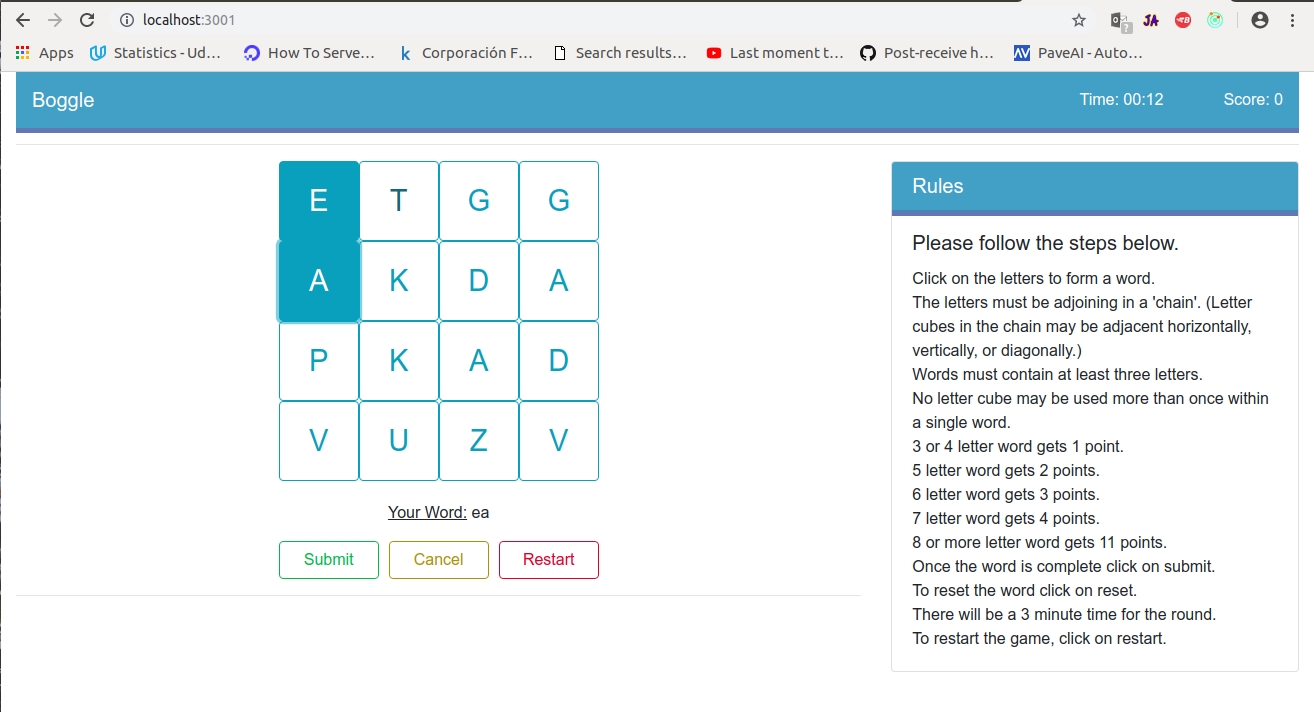 localhost:3001
JA
Apps
Statistics - Ud...
How To Serve...
k Corporación F...
Search results...
Last moment t...
Post-receive h...
AV PaveAI - Auto...
Boggle
Time: 00:12
Score: 0
E T G G
A K D A
P K A D
V U Z V
Your Word: ea
Submit
Cancel
Restart
Rules
Please follow the steps below.
Click on the letters to form a word.
The letters must be adjoining in a 'chain'. (Letter
cubes in the chain may be adjacent horizontally,
vertically, or diagonally.)
Words must contain at least three letters.
No letter cube may be used more than once within
a single word.
3 or 4 letter word gets 1 point.
5 letter word gets 2 points.
6 letter word gets 3 points.
7 letter word gets 4 points.
8 or more letter word gets 11 points.
Once the word is complete click on submit.
To reset the word click on reset.
There will be a 3 minute time for the round.
To restart the game, click on restart.